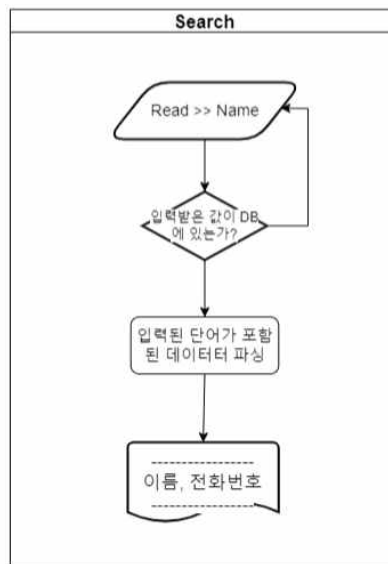 Search
Read >> Name
입력받은 값이 DB
에 있는가?
입력된 단어가 포함
된 데이터터 파싱
--------------------
이름, 전화번호
--------------------